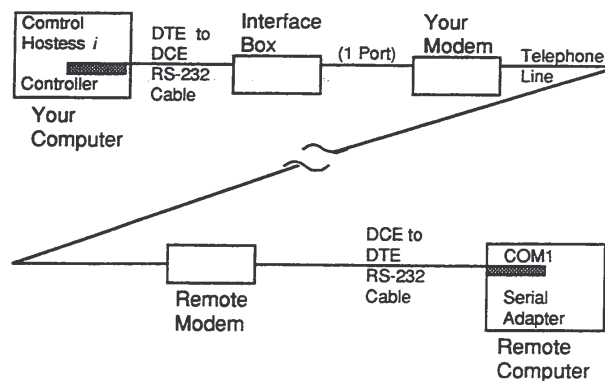 Comtrol
Hostess i
Controller
Your
Computer
DTE to
DCE
RS-232
Cable
Interface
Box
(1 Port)
Your
Modem
Telephone
Line
Remote
Modem
DCE to
DTE
RS-232
Cable
COM1
Serial
Adapter
Remote
Computer